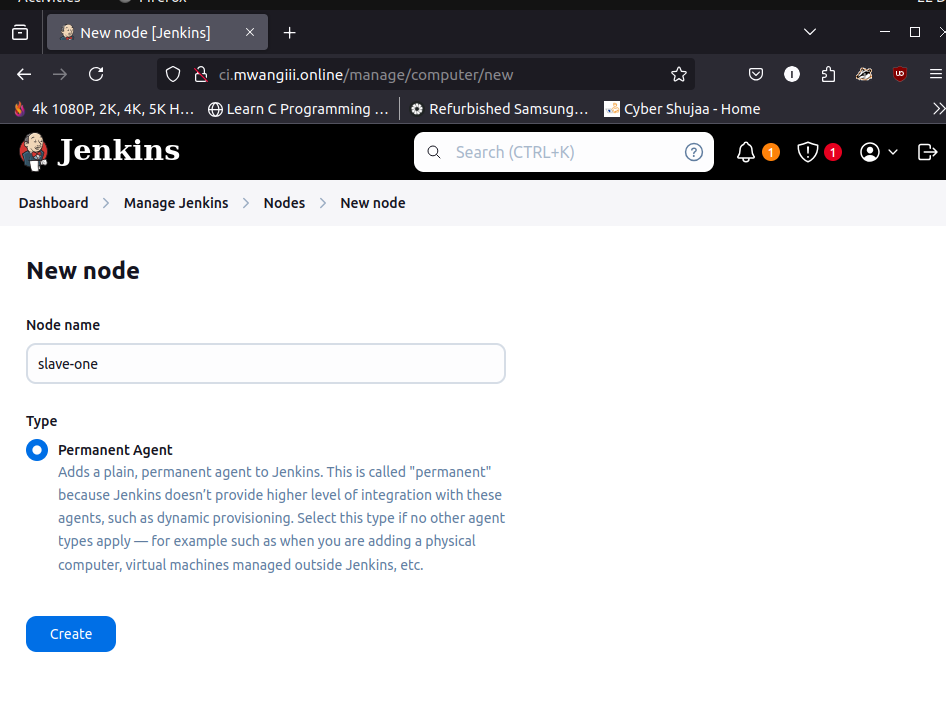 New node [Jenkins]
ci.mwangiii.online/manage/computer/new
4k 1080P, 2K, 4K, 5K H…
Learn C Programming …
Refurbished Samsung…
Cyber Shujaa - Home
Jenkins
Search (CTRL+K)
1
1
Dashboard
Manage Jenkins
Nodes
New node
New node
Node name
slave-one
Type
Permanent Agent
Adds a plain, permanent agent to Jenkins. This is called "permanent"
because Jenkins doesn’t provide higher level of integration with these
agents, such as dynamic provisioning. Select this type if no other agent
types apply — for example such as when you are adding a physical
computer, virtual machines managed outside Jenkins, etc.
Create